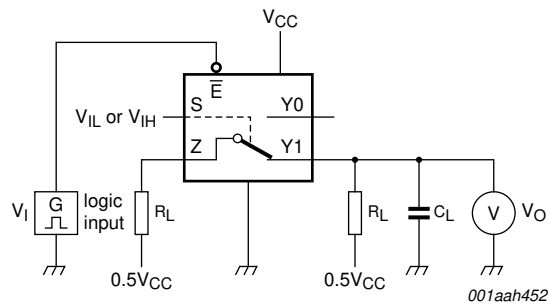 VCC
E
S
Y0
VIL or VIH
Z
Y1
VI
G
logic
input
RL
RL
CL
V
VO
0.5VCC
0.5VCC
001aah452